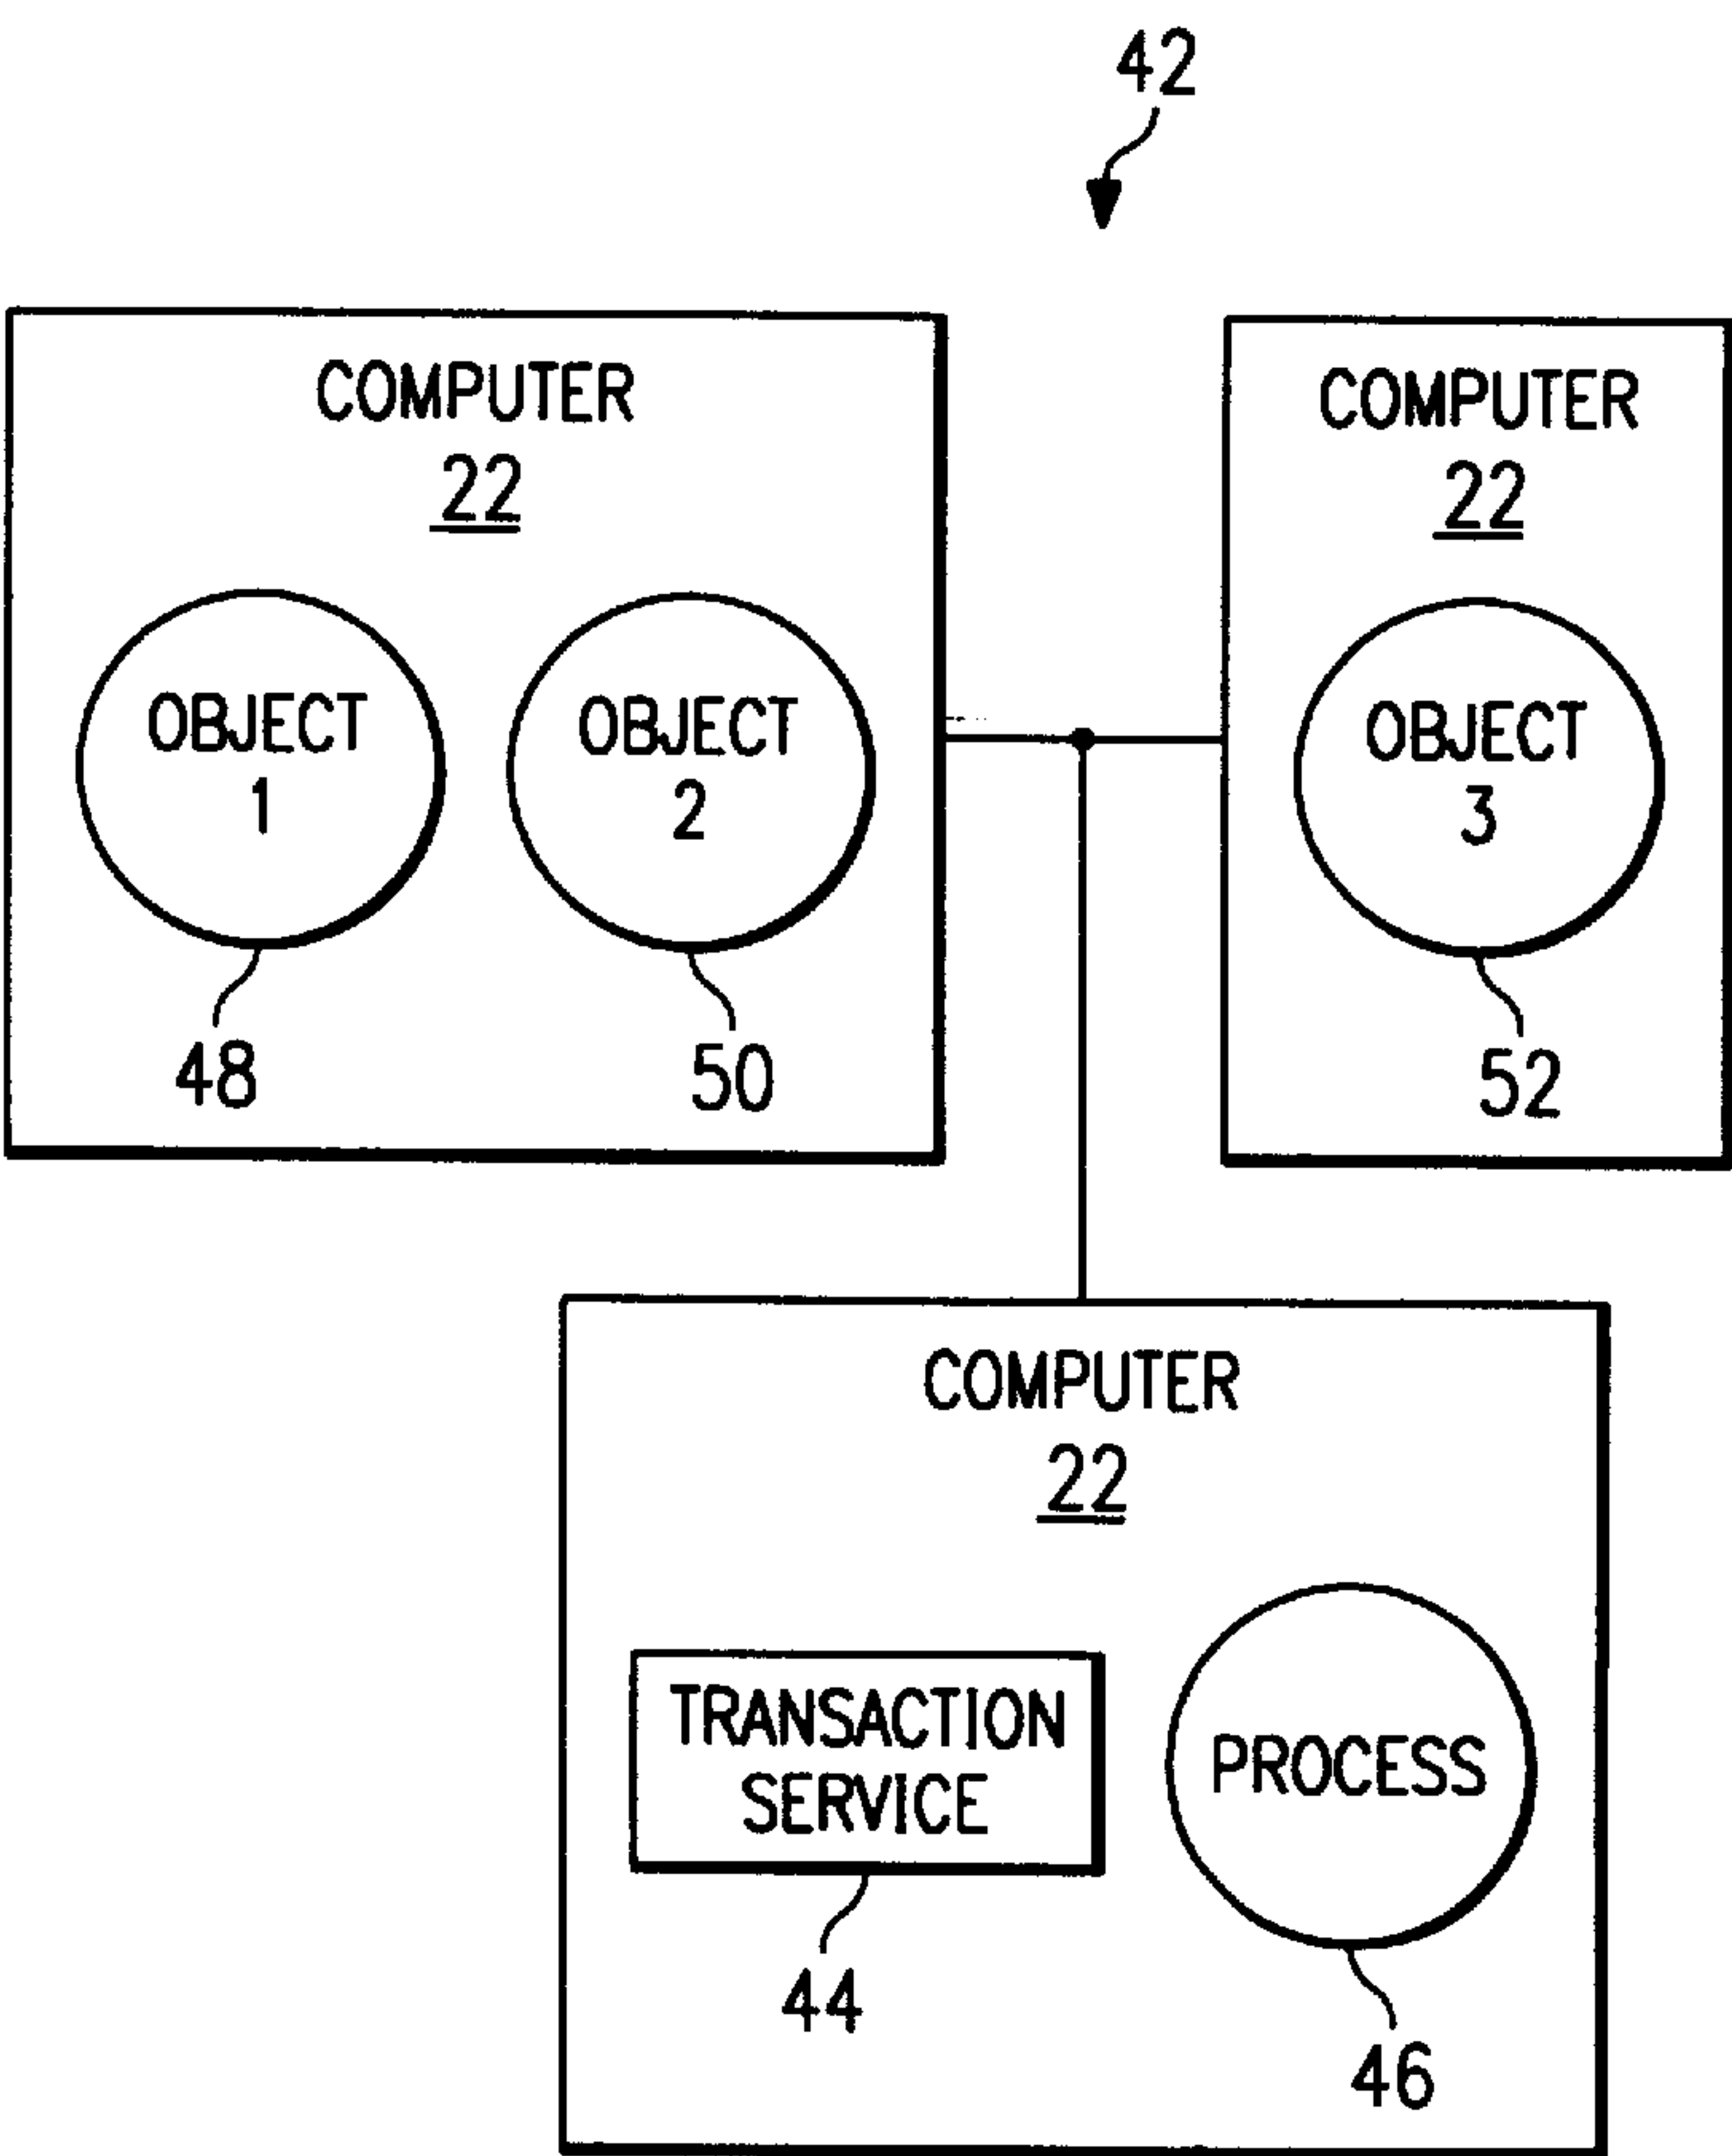 42
COMPUTER
22
OBJECT
1
OBJECT
2
48
50
COMPUTER
22
OBJECT
3
52
COMPUTER
22
TRANSACTION
SERVICE
44
PROCESS
46